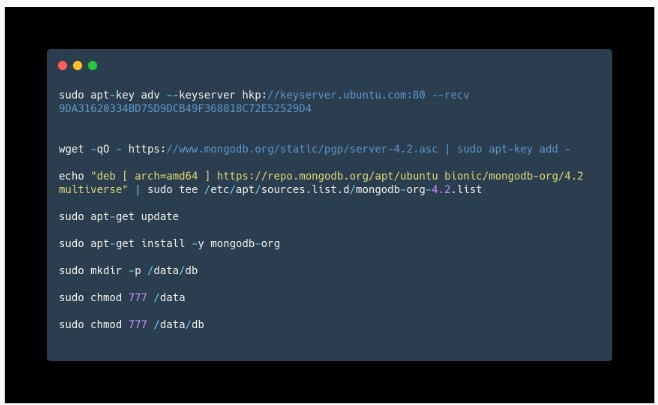 sudo apt-key adv --keyserver hkp://keyserver.ubuntu.com:80 --recv
9DA31620334BD75D9DCB49F368818C72E52529D4
wget -qO - https://www.mongodb.org/static/pgp/server-4.2.asc | sudo apt-key add -
echo "deb [ arch=amd64 ] https://repo.mongodb.org/apt/ubuntu bionic/mongodb-org/4.2
multiverse" | sudo tee /etc/apt/sources.list.d/mongodb-org-4.2.list
sudo apt-get update
sudo apt-get install -y mongodb-org
sudo mkdir -p /data/db
sudo chmod 777 /data
sudo chmod 777 /data/db